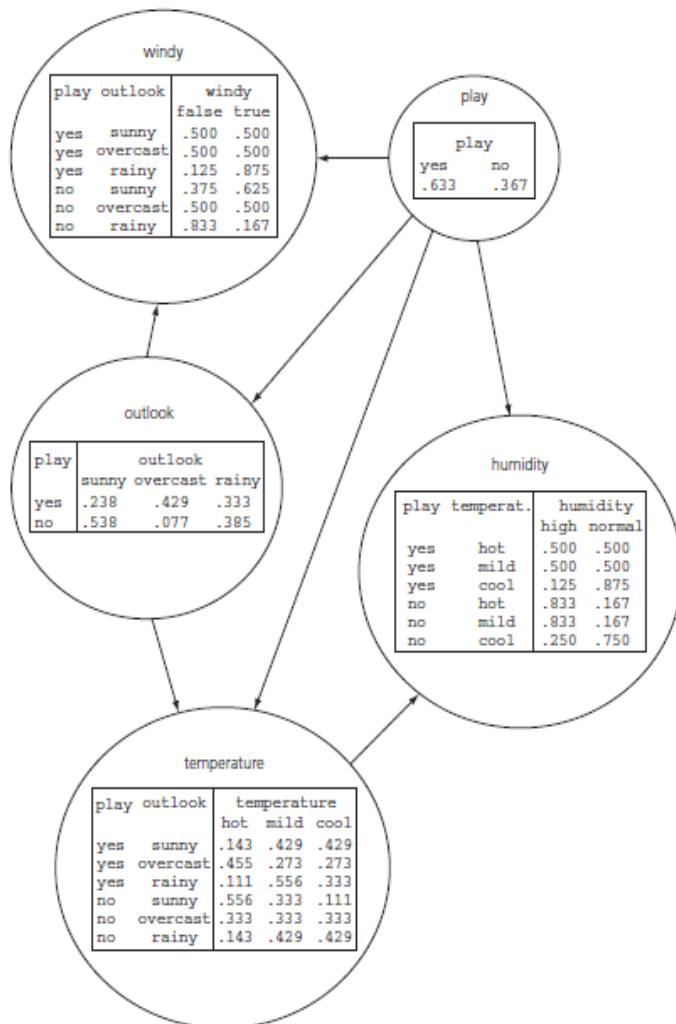 windy
play outlook windy
false true
yes sunny .500 .500
yes overcast .500 .500
yes rainy .125 .875
no sunny .375 .625
no overcast .500 .500
no rainy .833 .167
play
play
yes no
.633 .367
outlook
play outlook
sunny overcast rainy
yes .238 .429 .333
no .538 .077 .385
humidity
play temperat. humidity
high normal
yes hot .500 .500
yes mild .500 .500
yes cool .125 .875
no hot .833 .167
no mild .833 .167
no cool .250 .750
temperature
play outlook temperature
hot mild cool
yes sunny .143 .429 .429
yes overcast .455 .273 .273
yes rainy .111 .556 .333
no sunny .556 .333 .111
no overcast .333 .333 .333
no rainy .143 .429 .429